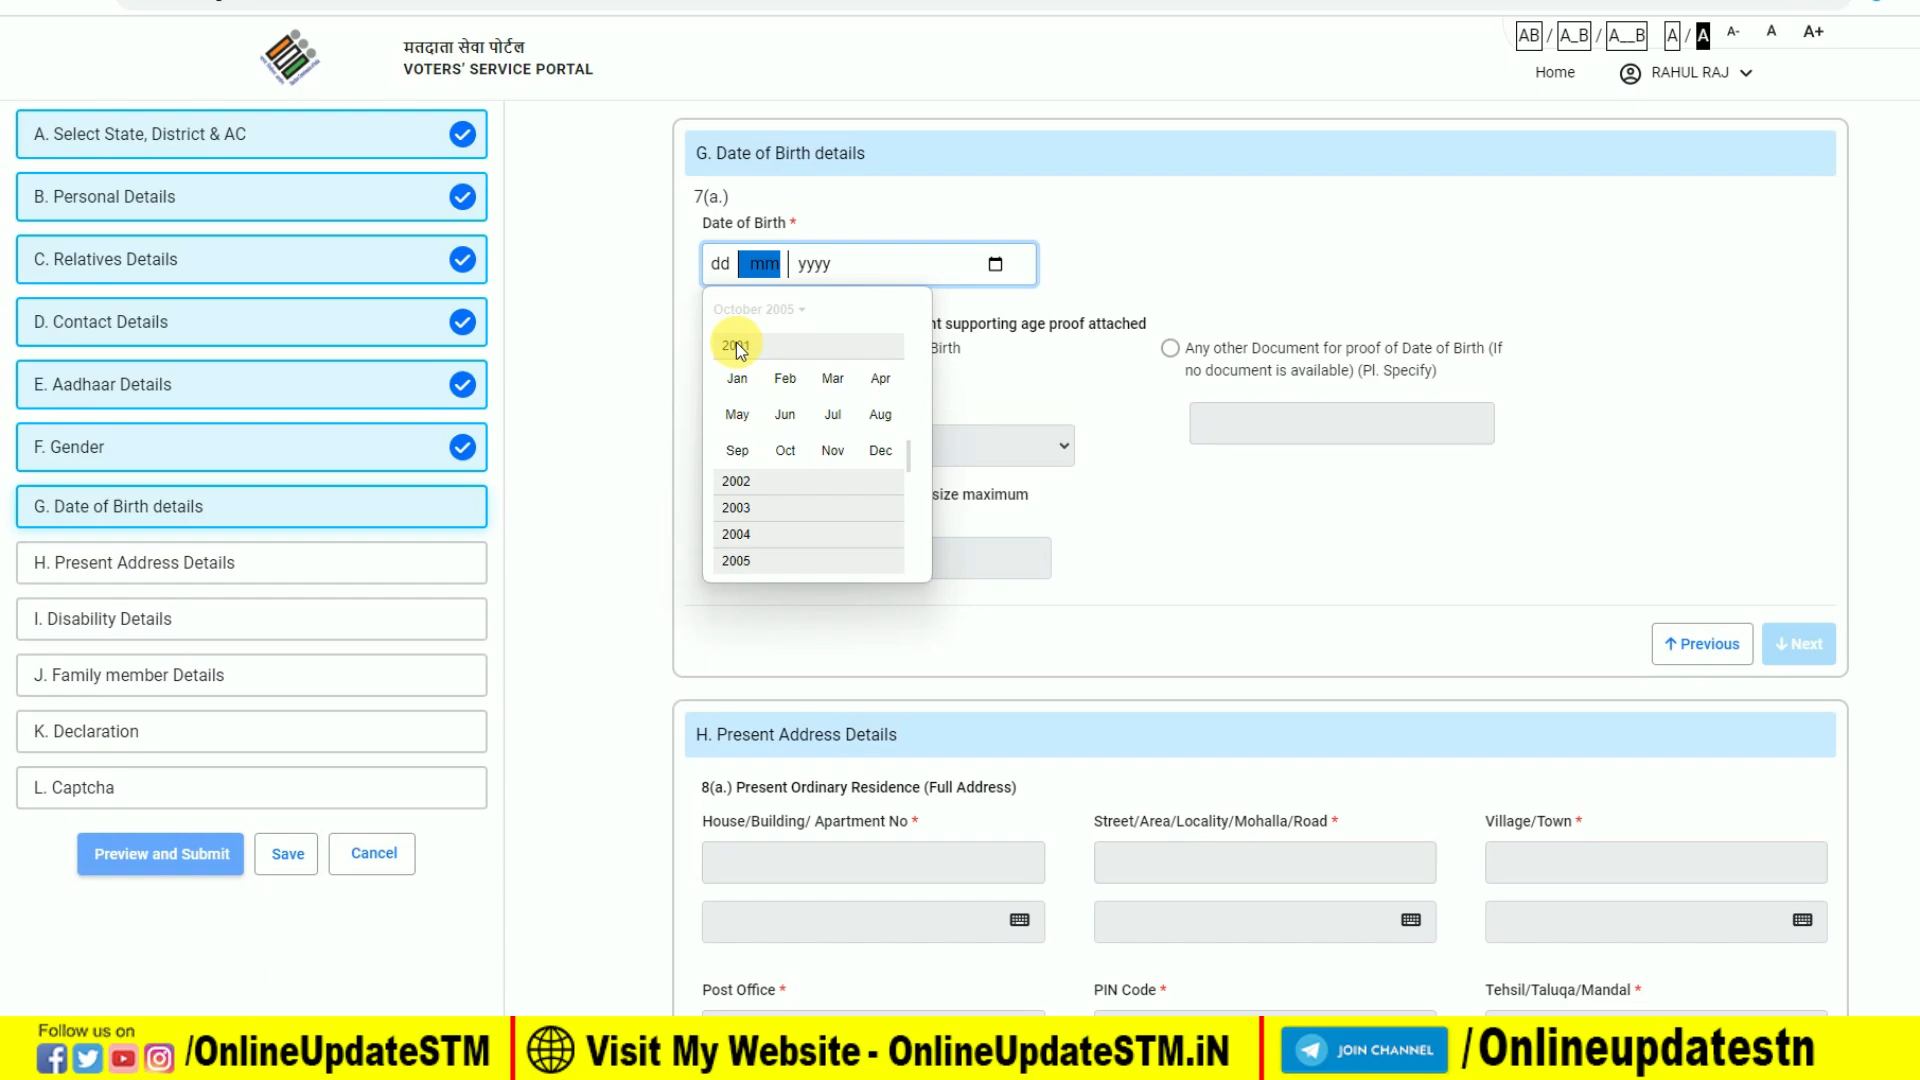 मतदाता सेवा पोर्टल
VOTERS' SERVICE PORTAL
AB / A_B / A__B A / A A- A A+
Home RAHUL RAJ
A. Select State, District & AC
B. Personal Details
C. Relatives Details
D. Contact Details
E. Aadhaar Details
F. Gender
G. Date of Birth details
H. Present Address Details
I. Disability Details
J. Family member Details
K. Declaration
L. Captcha
Preview and Submit Save Cancel
G. Date of Birth details
7(a.)
Date of Birth *
dd mm yyyy
October 2005
2001
Jan Feb Mar Apr
May Jun Jul Aug
Sep Oct Nov Dec
2002
2003
2004
2005
supporting age proof attached
Birth
Any other Document for proof of Date of Birth (If
no document is available) (Pl. Specify)
size maximum
Previous Next
H. Present Address Details
8(a.) Present Ordinary Residence (Full Address)
House/Building/ Apartment No * Street/Area/Locality/Mohalla/Road * Village/Town *
Post Office * PIN Code * Tehsil/Taluqa/Mandal *
Follow us on
/OnlineUpdateSTM Visit My Website - OnlineUpdateSTM.iN JOIN CHANNEL /Onlineupdatestn